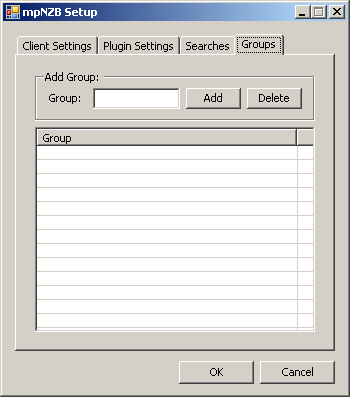 mpNZB Setup
Client Settings Plugin Settings Searches Groups
Add Group:
Group: Add Delete
Group
OK Cancel